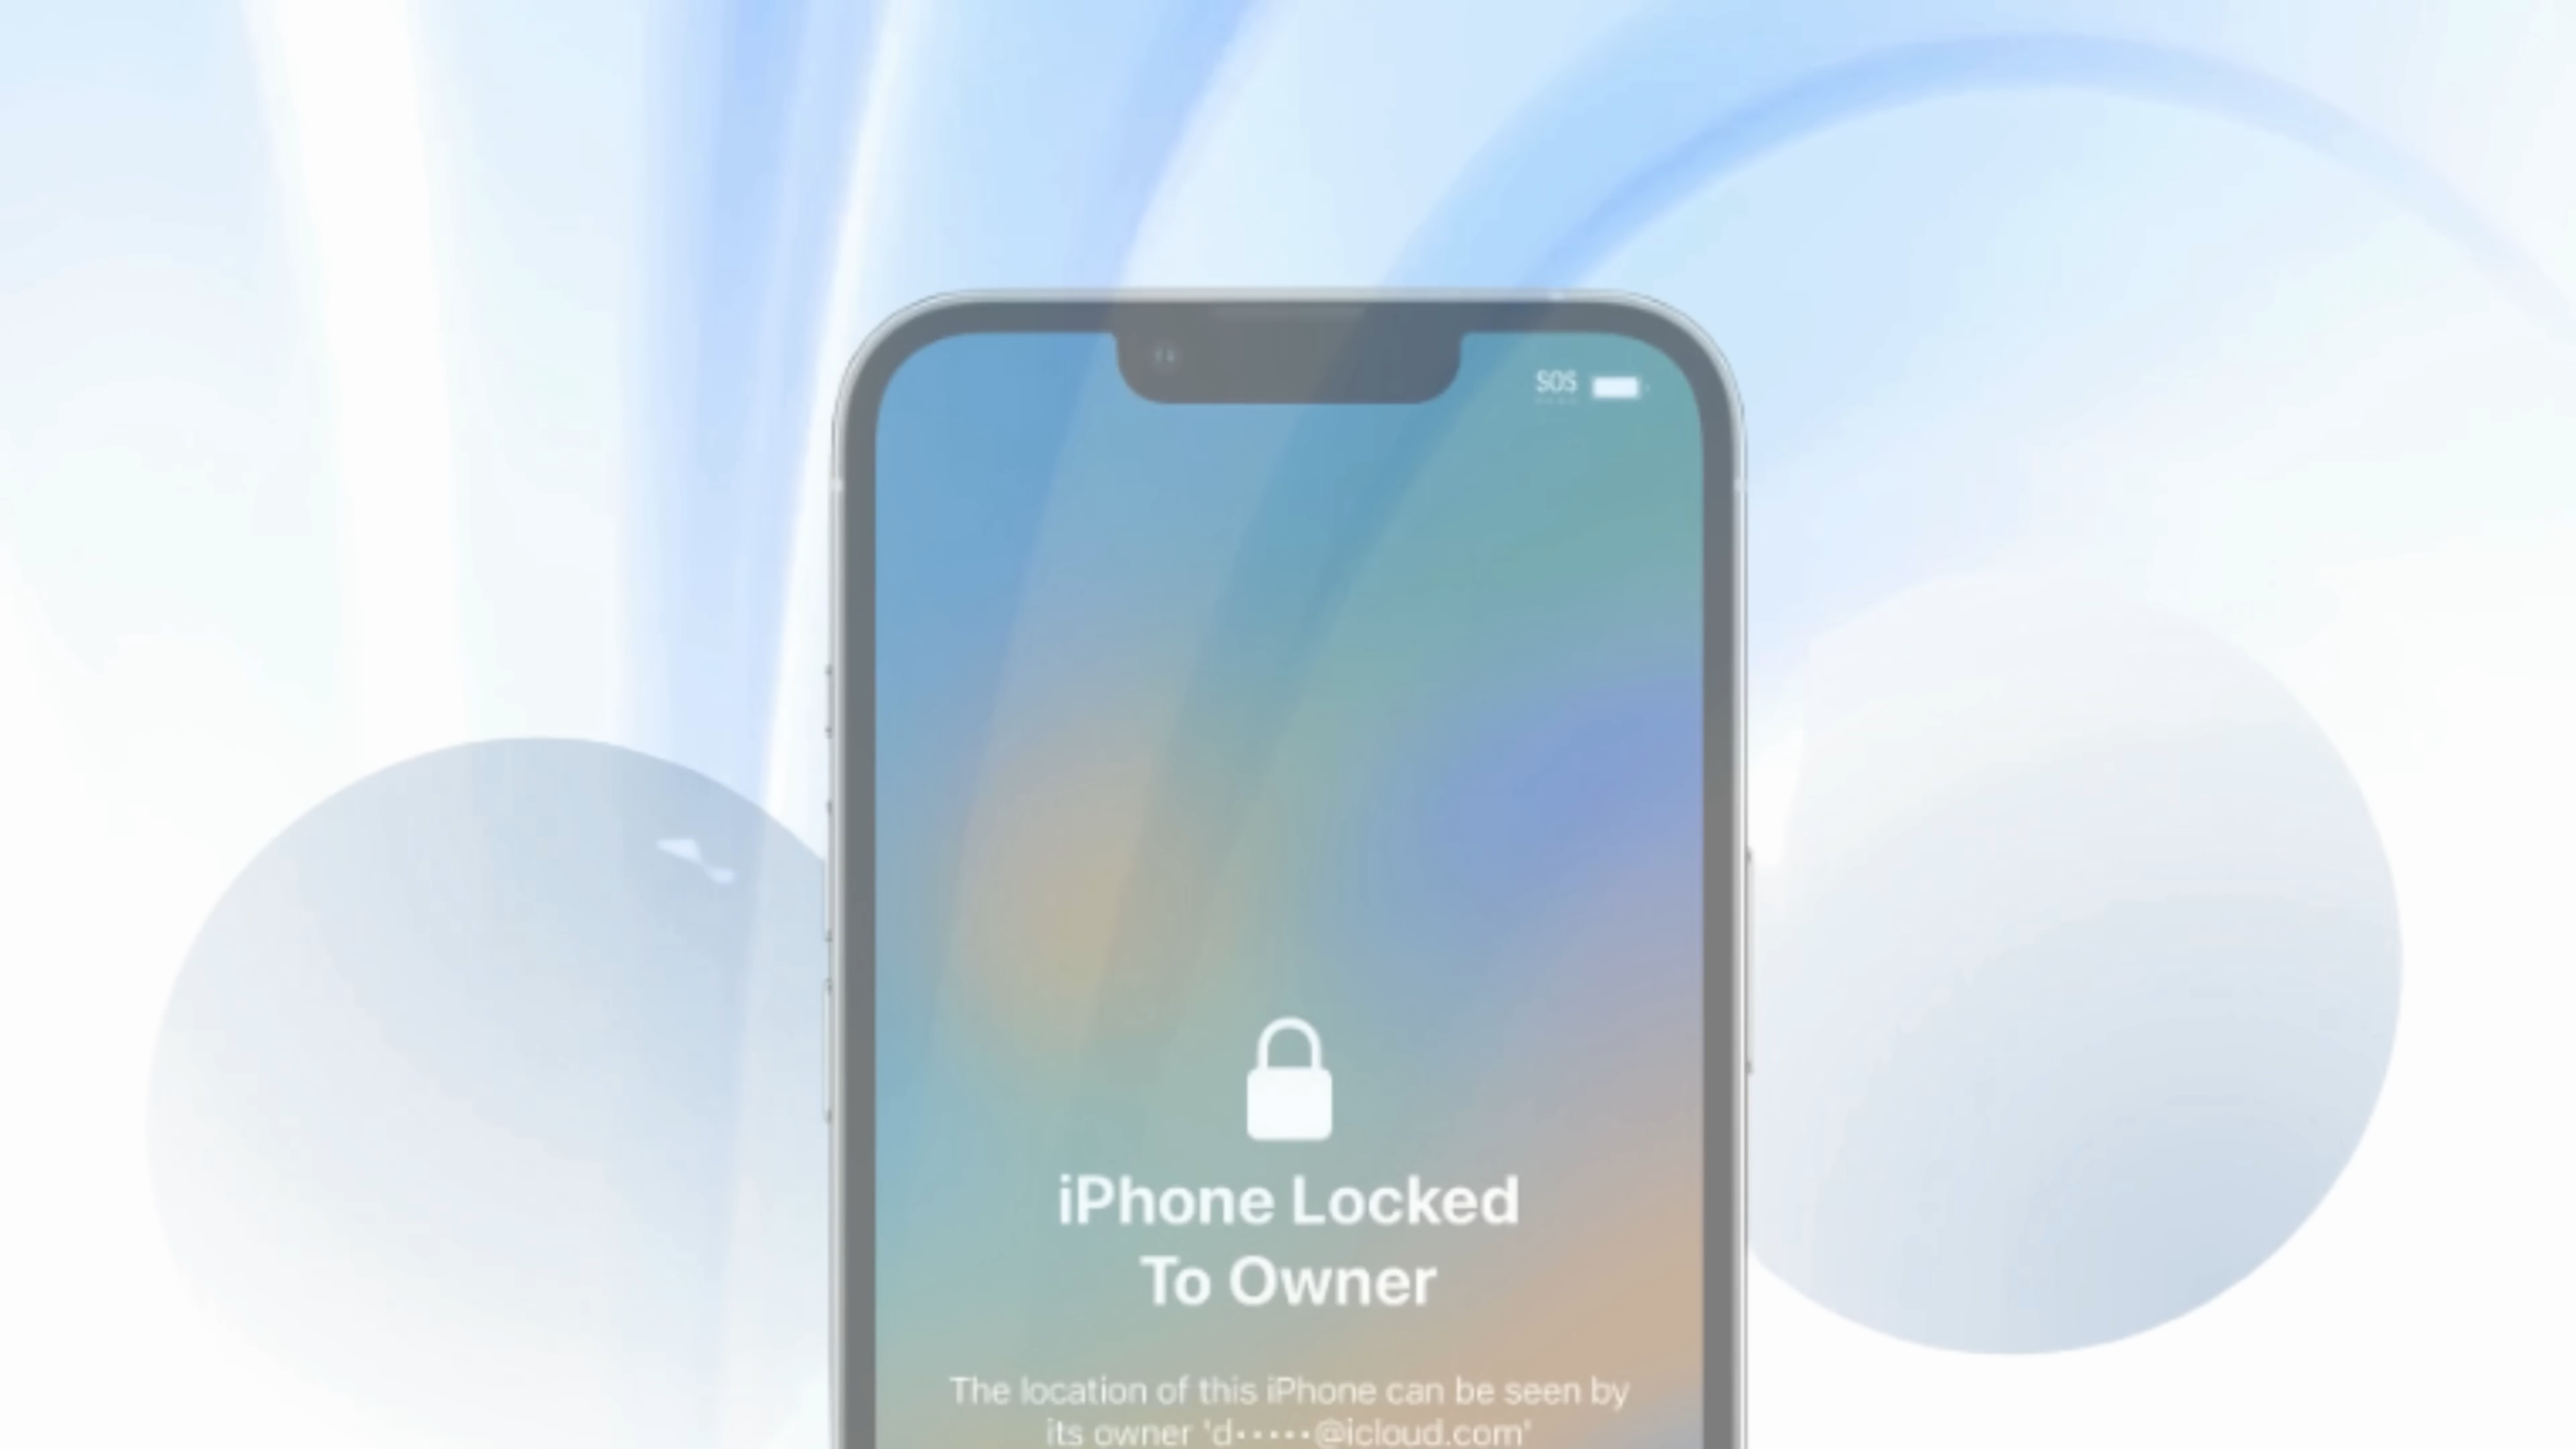 SOS
iPhone Locked
To Owner
The location of this iPhone can be seen by
its owner 'd•••••@icloud.com'